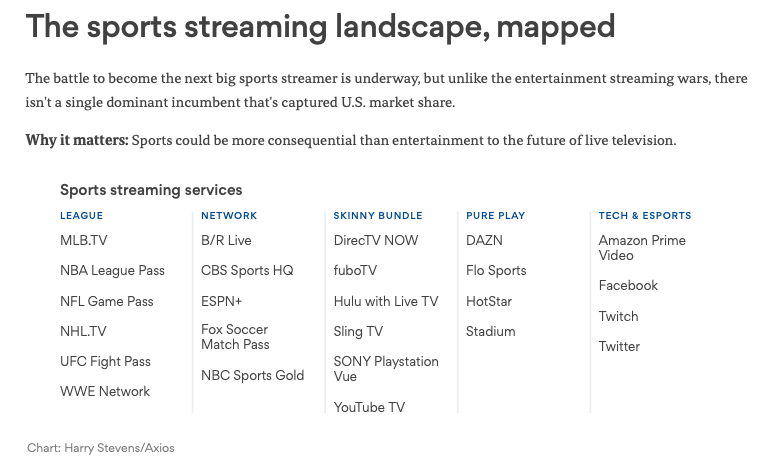 The sports streaming landscape, mapped
The battle to become the next big sports streamer is underway, but unlike the entertainment streaming wars, there
isn't a single dominant incumbent that's captured U.S. market share.
Why it matters: Sports could be more consequential than entertainment to the future of live television.
Sports streaming services
LEAGUE
MLB.TV
NBA League Pass
NFL Game Pass
NHL.TV
UFC Fight Pass
WWE Network
NETWORK
B/R Live
CBS Sports HQ
ESPN+
Fox Soccer
Match Pass
NBC Sports Gold
SKINNY BUNDLE
DirecTV NOW
fuboTV
Hulu with Live TV
Sling TV
SONY Playstation
Vue
YouTube TV
PURE PLAY
DAZN
Flo Sports
HotStar
Stadium
TECH & ESPORTS
Amazon Prime
Video
Facebook
Twitch
Twitter
Chart: Harry Stevens/Axios